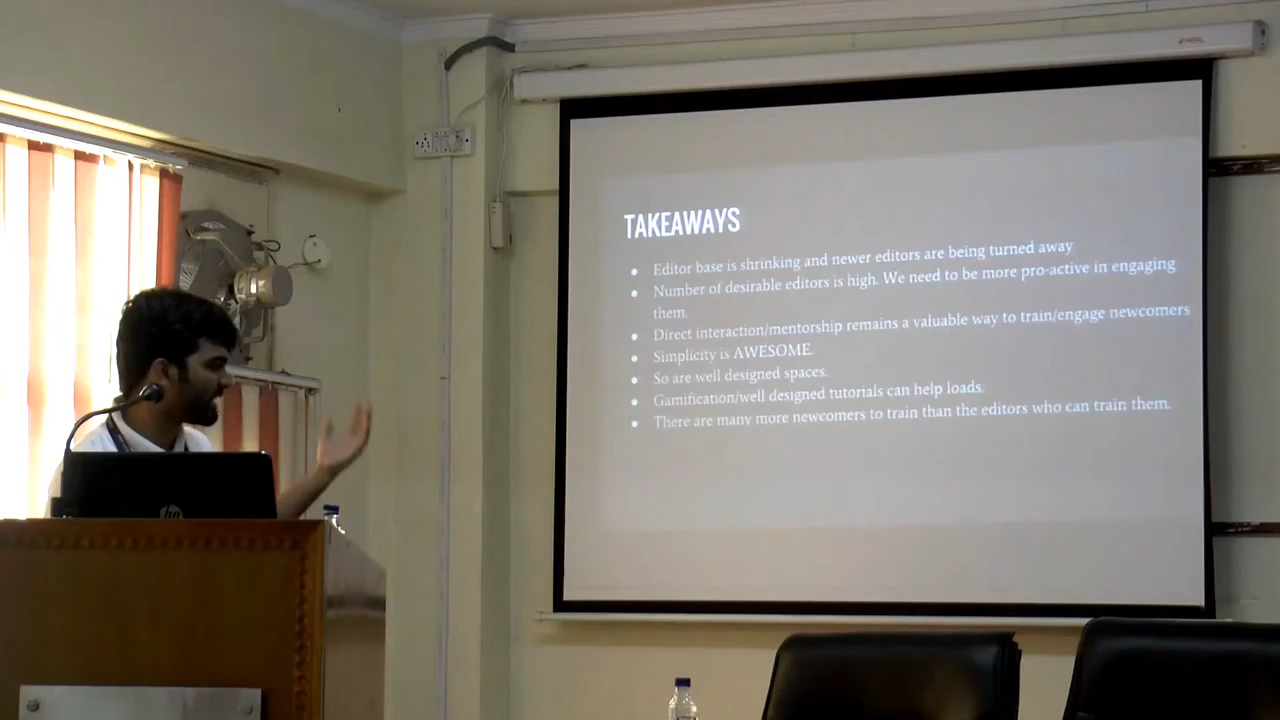 TAKEAWAYS
● Editor base is shrinking and newer editors are being turned away
● Number of desirable editors is high. We need to be more pro-active in engaging
them.
● Direct interaction/mentorship remains a valuable way to train/engage newcomers
● Simplicity is AWESOME.
● So are well designed spaces.
● Gamification/well designed tutorials can help loads.
● There are many more newcomers to train than the editors who can train them.
hp